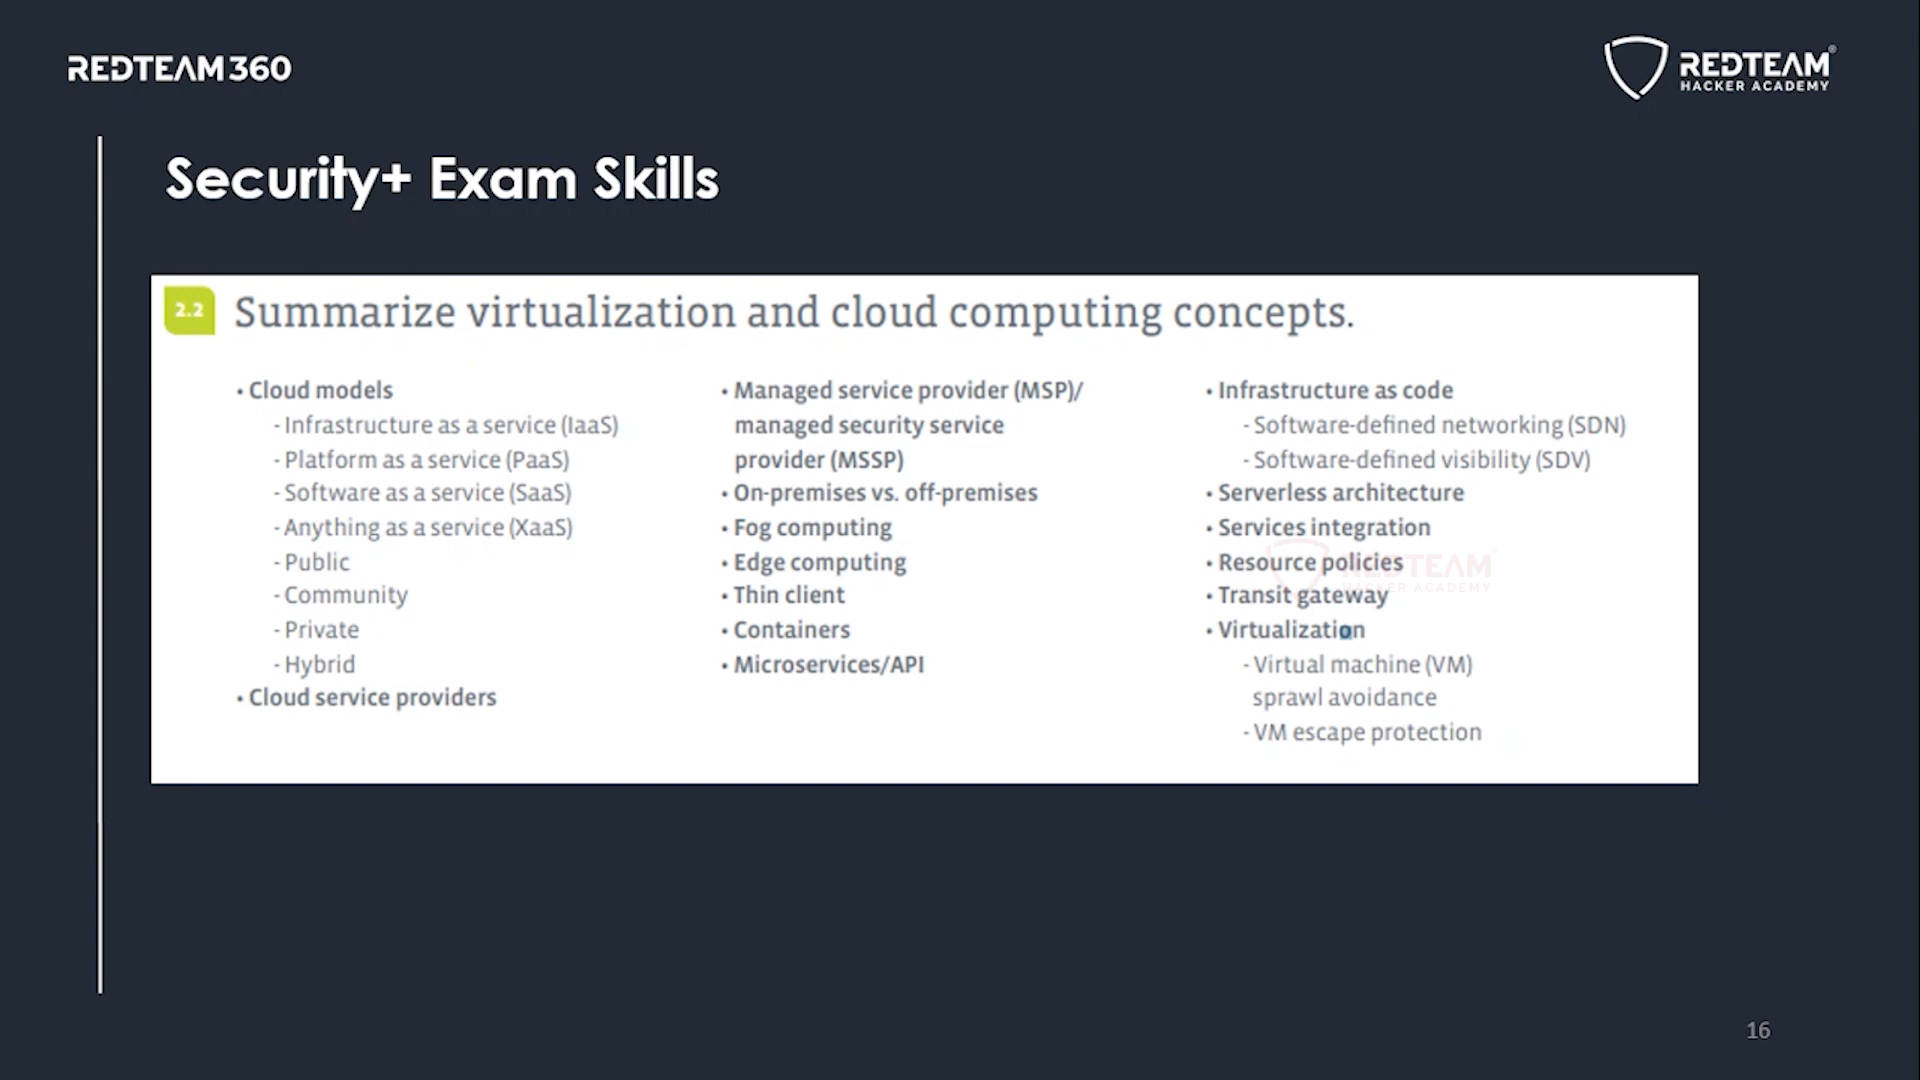 REDTEAM 360
REDTEAM®
HACKER ACADEMY
Security+ Exam Skills
2.2 Summarize virtualization and cloud computing concepts.
• Cloud models
- Infrastructure as a service (IaaS)
- Platform as a service (PaaS)
- Software as a service (SaaS)
- Anything as a service (XaaS)
- Public
- Community
- Private
- Hybrid
• Cloud service providers
• Managed service provider (MSP)/
managed security service
provider (MSSP)
• On-premises vs. off-premises
• Fog computing
• Edge computing
• Thin client
• Containers
• Microservices/API
• Infrastructure as code
- Software-defined networking (SDN)
- Software-defined visibility (SDV)
• Serverless architecture
• Services integration
• Resource policies
• Transit gateway
• Virtualization
- Virtual machine (VM)
sprawl avoidance
- VM escape protection
REDTEAM
HACKER ACADEMY
16